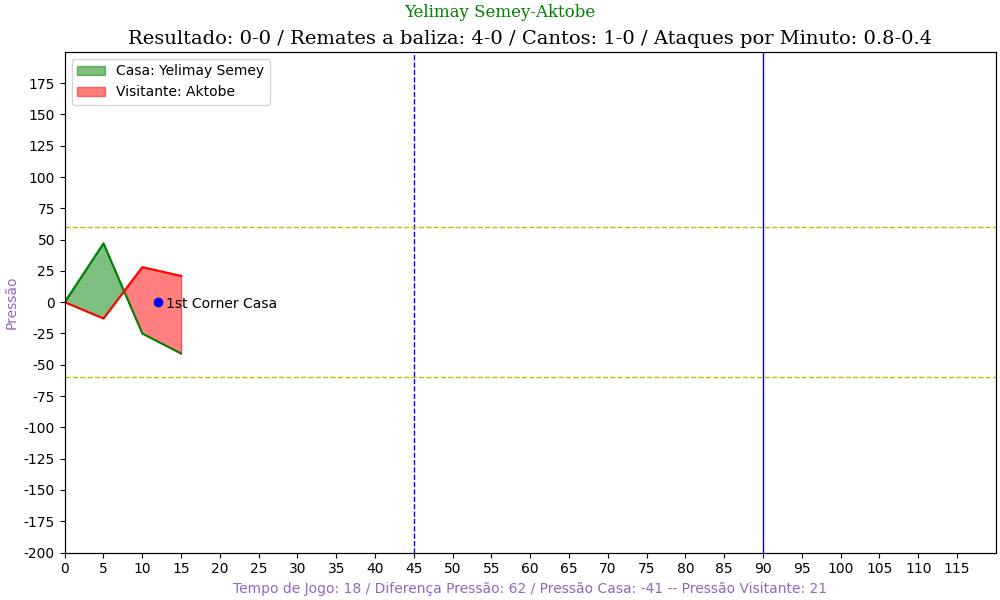 Yelimay Semey-Aktobe
Resultado: 0-0 / Remates a baliza: 4-0 / Cantos: 1-0 / Ataques por Minuto: 0.8-0.4
Casa: Yelimay Semey
Visitante: Aktobe
175
150
125
100
75
50
25
0
-25
-50
-75
-100
-125
-150
-175
-200
Pressão
1st Corner Casa
0 5 10 15 20 25 30 35 40 45 50 55 60 65 70 75 80 85 90 95 100 105 110 115
Tempo de Jogo: 18 / Diferença Pressão: 62 / Pressão Casa: -41 -- Pressão Visitante: 21